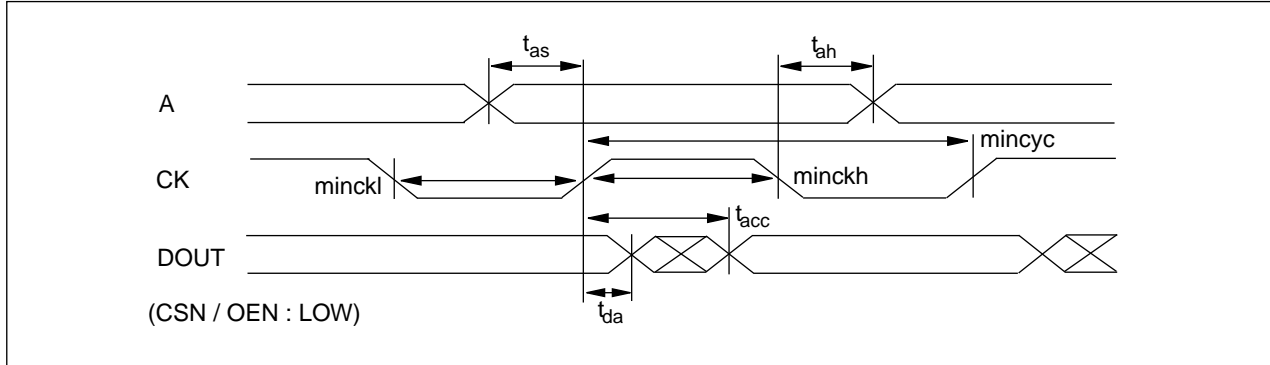 tas
tah
A
mincyc
CK
minckl
minckh
tacc
DOUT
tda
(CSN / OEN : LOW)